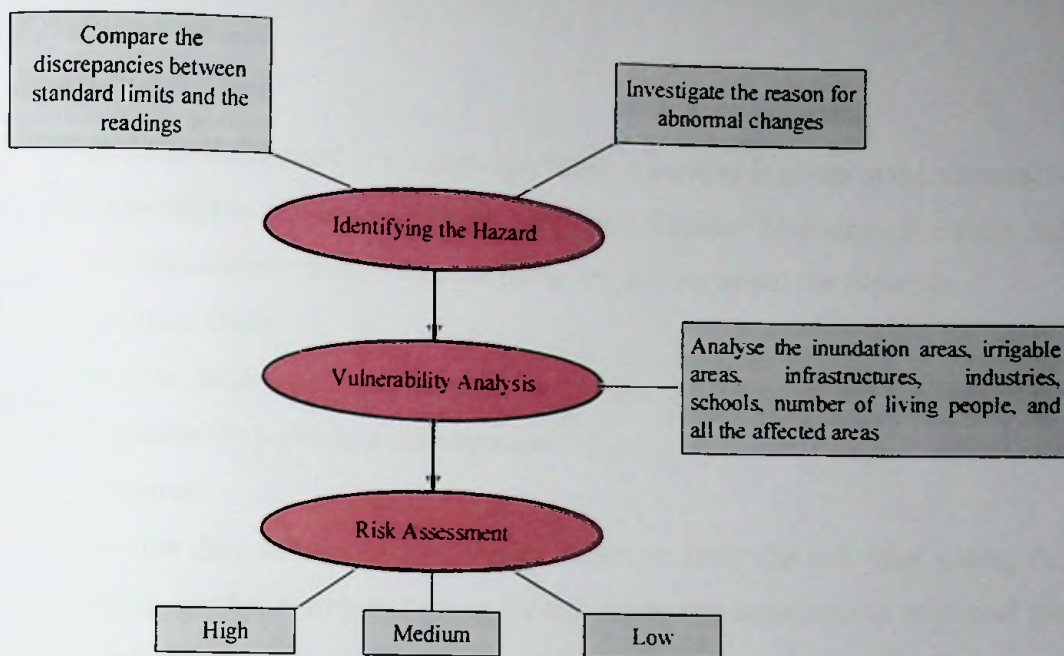 Compare the
discrepancies between
standard limits and the
readings
Investigate the reason for
abnormal changes
Identifying the Hazard
Vulnerability Analysis
Analyse the inundation areas, irrigable
areas, infrastructures, industries,
schools, number of living people, and
all the affected areas
Risk Assessment
High
Medium
Low